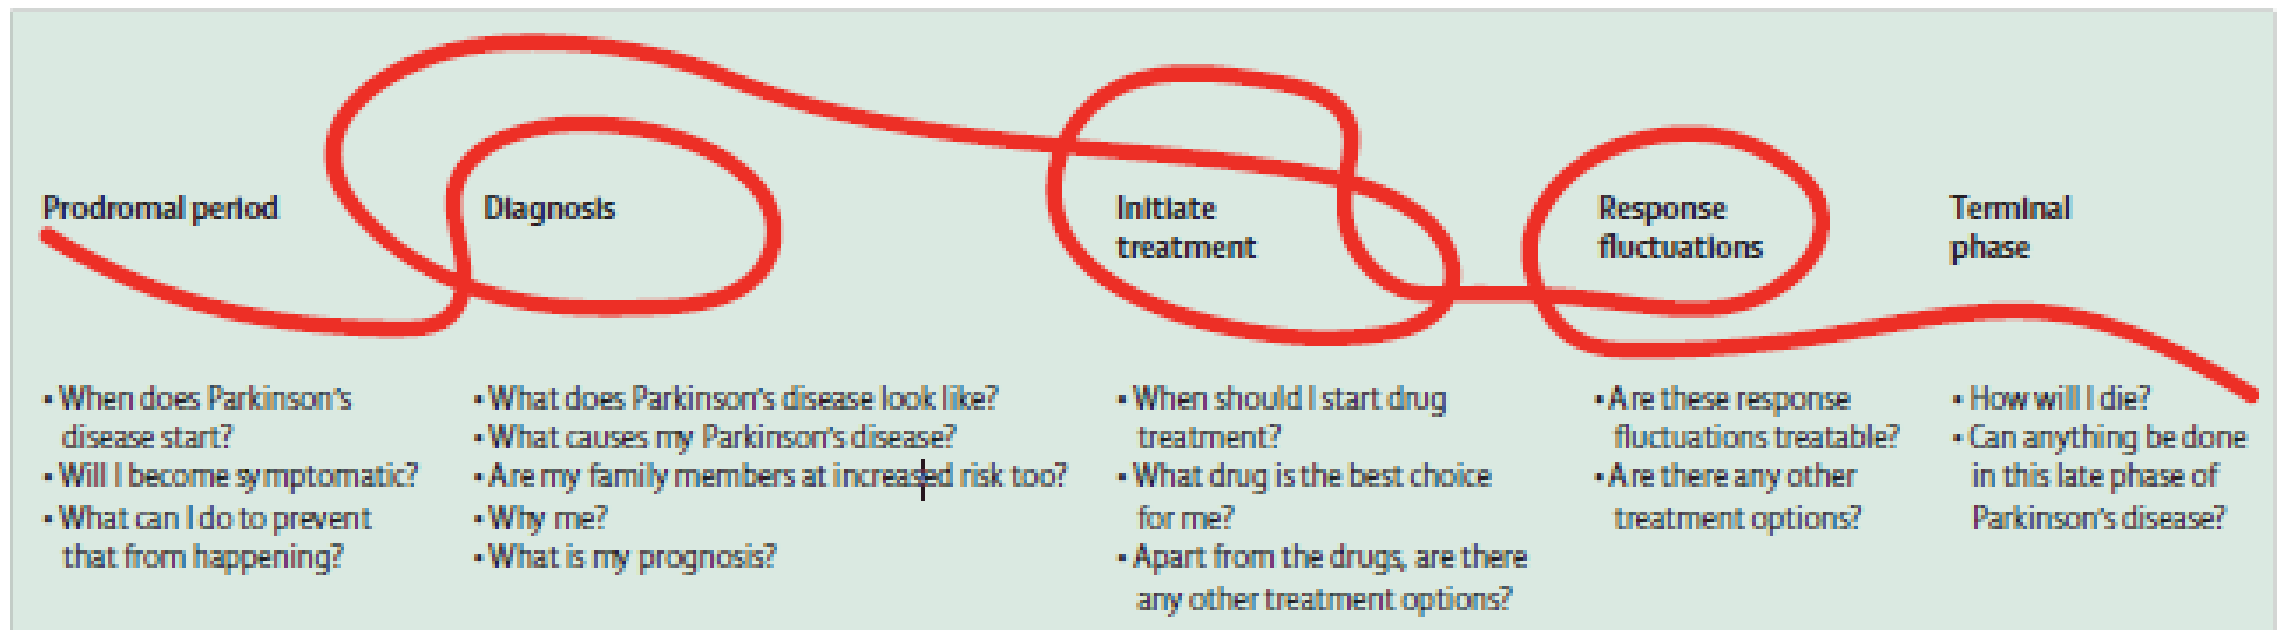 Prodromal period
Diagnosis
Initiate
treatment
Response
fluctuations
Terminal
phase
• When does Parkinson's
disease start?
• Will I become symptomatic?
• What can I do to prevent
that from happening?
• What does Parkinson's disease look like?
• What causes my Parkinson's disease?
• Are my family members at increased risk too?
• Why me?
• What is my prognosis?
• When should I start drug
treatment?
• What drug is the best choice
for me?
• Apart from the drugs, are there
any other treatment options?
• Are these response
fluctuations treatable?
• Are there any other
treatment options?
• How will I die?
• Can anything be done
in this late phase of
Parkinson's disease?